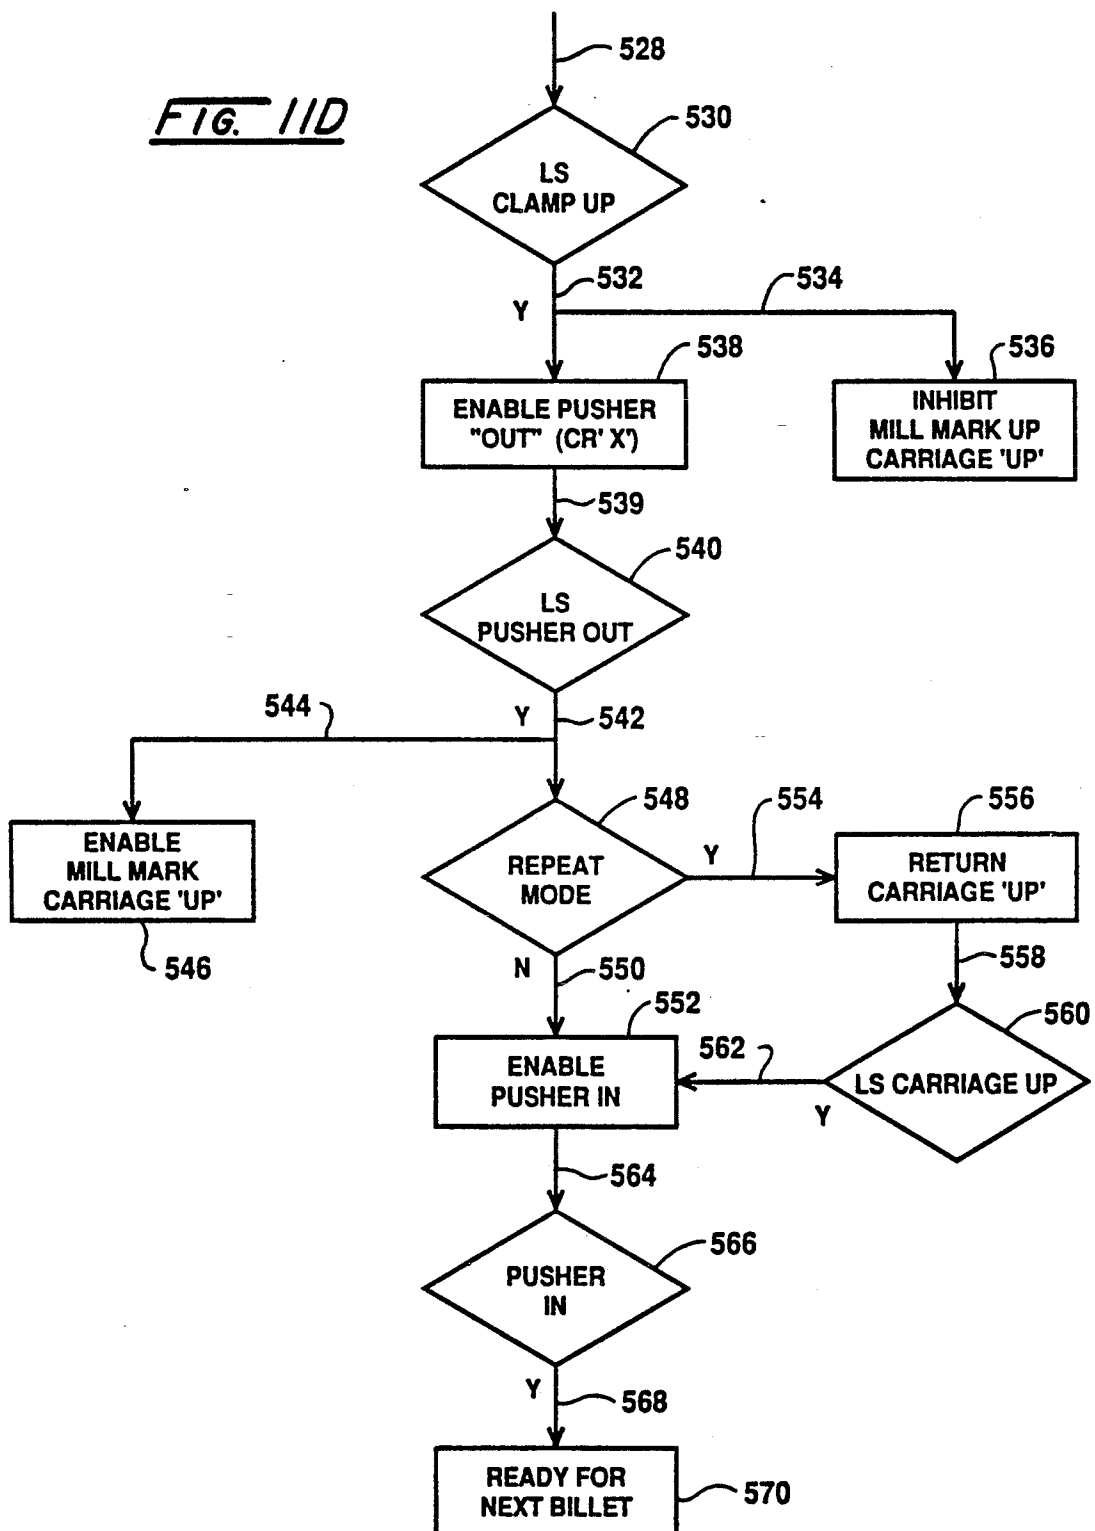 528
FIG. 11D
530
LS
CLAMP UP
532
534
Y
538
536
ENABLE PUSHER
"OUT" (CR' X')
INHIBIT
MILL MARK UP
CARRIAGE 'UP'
539
540
LS
PUSHER OUT
544
Y
542
548
554
556
ENABLE
MILL MARK
CARRIAGE 'UP'
REPEAT
MODE
Y
RETURN
CARRIAGE 'UP'
546
N
550
558
552
560
562
ENABLE
PUSHER IN
LS CARRIAGE UP
Y
564
566
PUSHER
IN
Y
568
READY FOR
NEXT BILLET
570